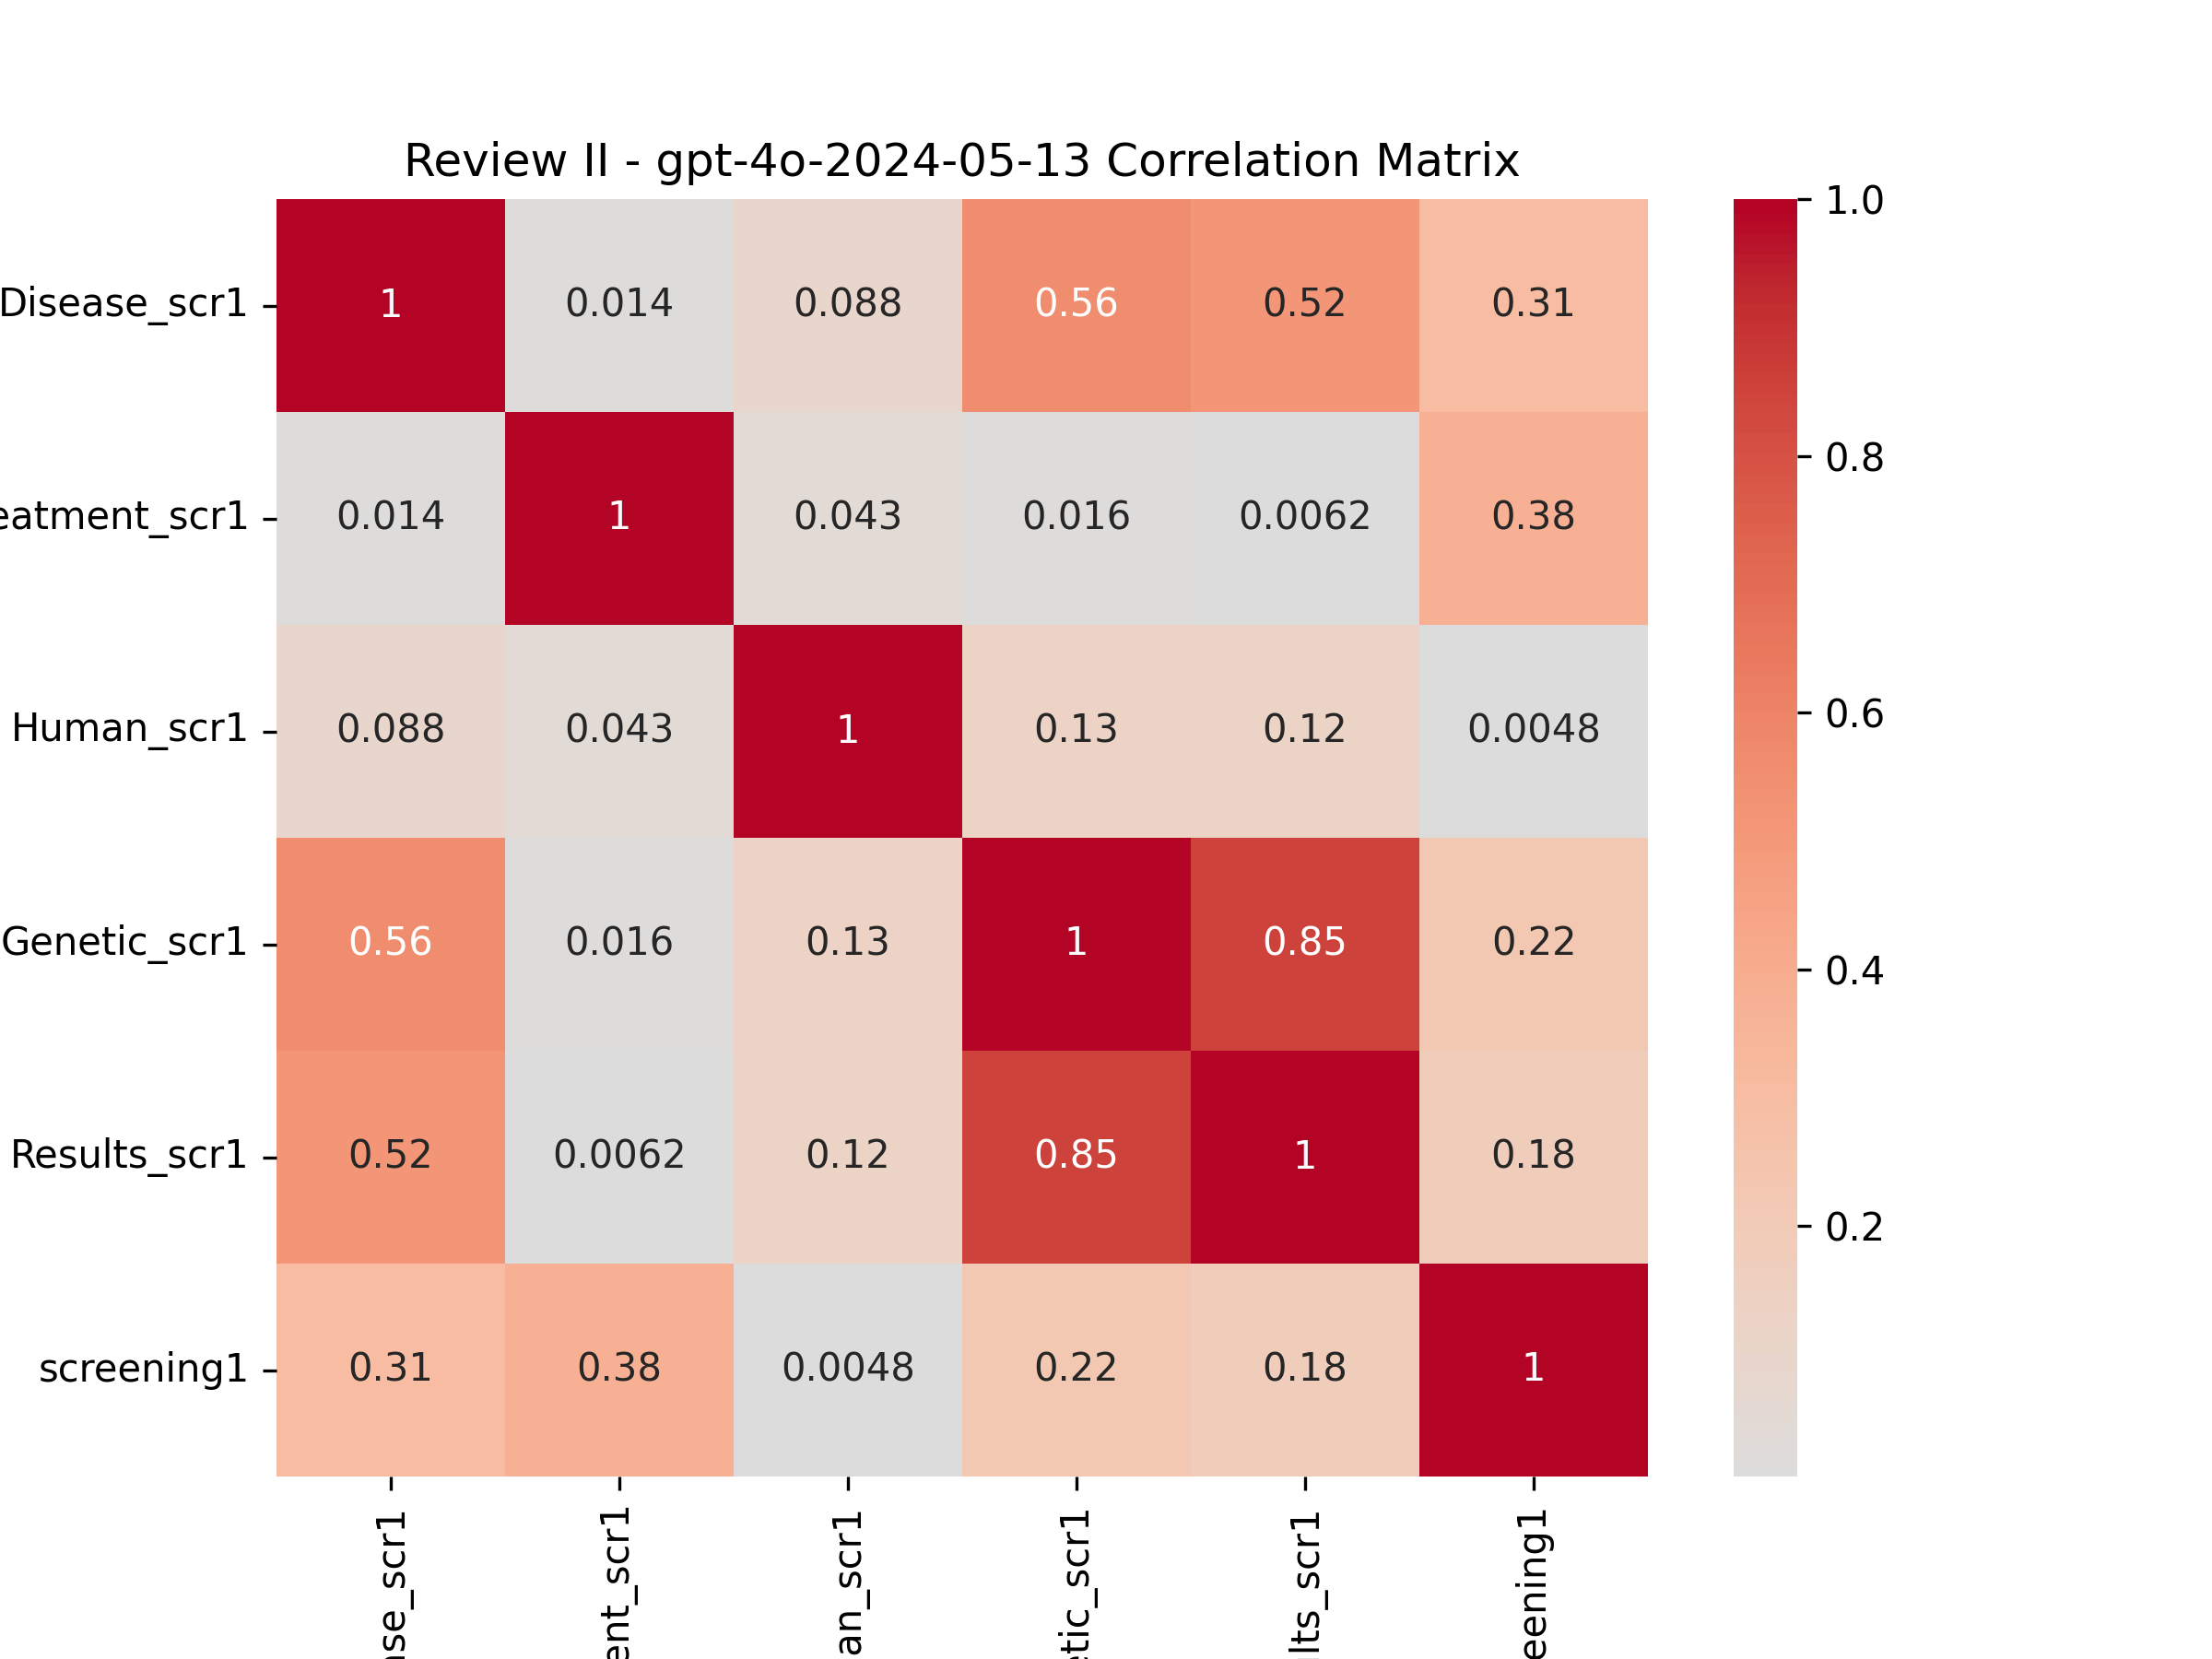 Review II - gpt-4o-2024-05-13 Correlation Matrix
Disease_scr1 1 0.014 0.088 0.56 0.52 0.31
eatment_scr1 0.014 1 0.043 0.016 0.0062 0.38
Human_scr1 0.088 0.043 1 0.13 0.12 0.0048
Genetic_scr1 0.56 0.016 0.13 1 0.85 0.22
Results_scr1 0.52 0.0062 0.12 0.85 1 0.18
screening1 0.31 0.38 0.0048 0.22 0.18 1
ase_scr1 ent_scr1 an_scr1 etic_scr1 lts_scr1 eening1
1.0
0.8
0.6
0.4
0.2